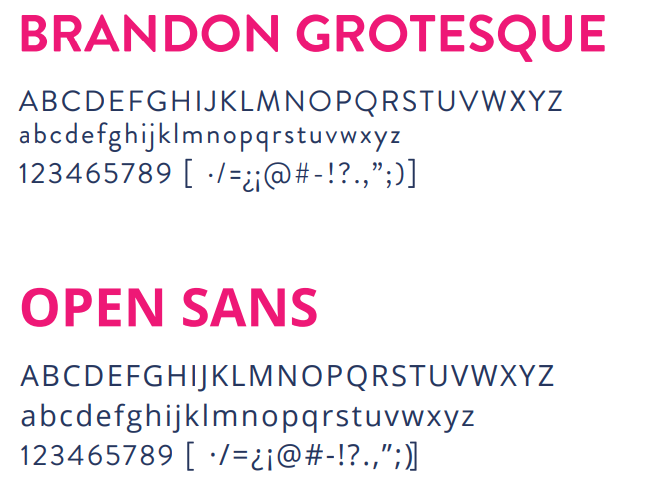 BRANDON GROTESQUE
ABCDEFGHIJKLMNOPQRSTUVWXYZ
abcdefghijklmnopqrstuvwxyz
123465789 [ ·/=¿¡@#-!?.,”;)]
OPEN SANS
ABCDEFGHIJKLMNOPQRSTUVWXYZ
abcdefghijklmnopqrstuvwxyz
123465789 [ ·/=¿¡@#-!?.,”;)]